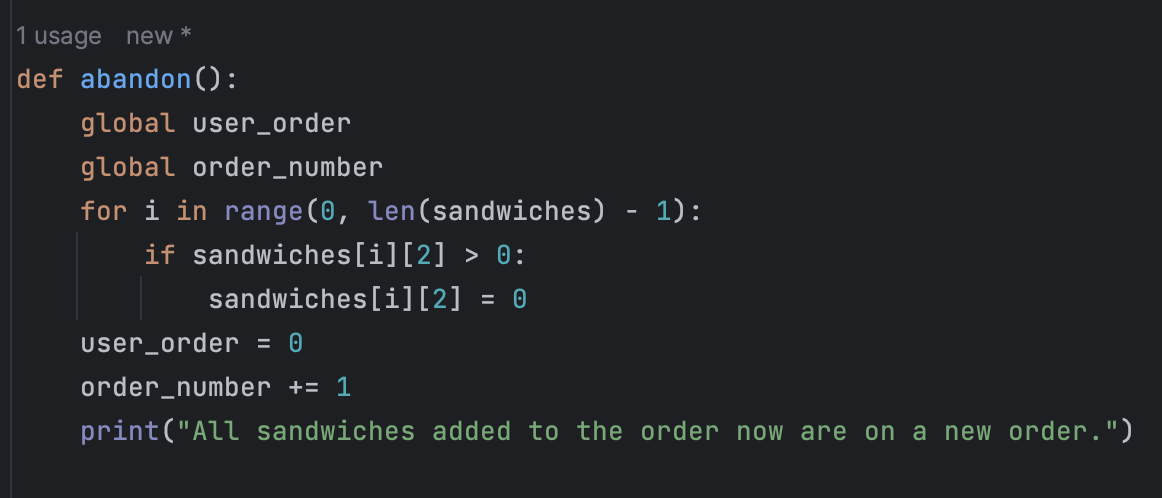 1 usage   new *
def abandon():
    global user_order
    global order_number
    for i in range(0, len(sandwiches) - 1):
        if sandwiches[i][2] > 0:
            sandwiches[i][2] = 0
    user_order = 0
    order_number += 1
    print("All sandwiches added to the order now are on a new order.")